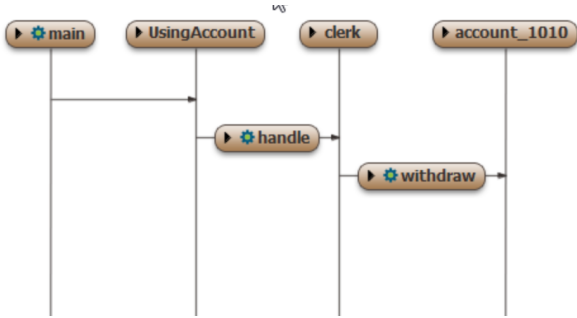 main
UsingAccount
clerk
account_1010
handle
withdraw